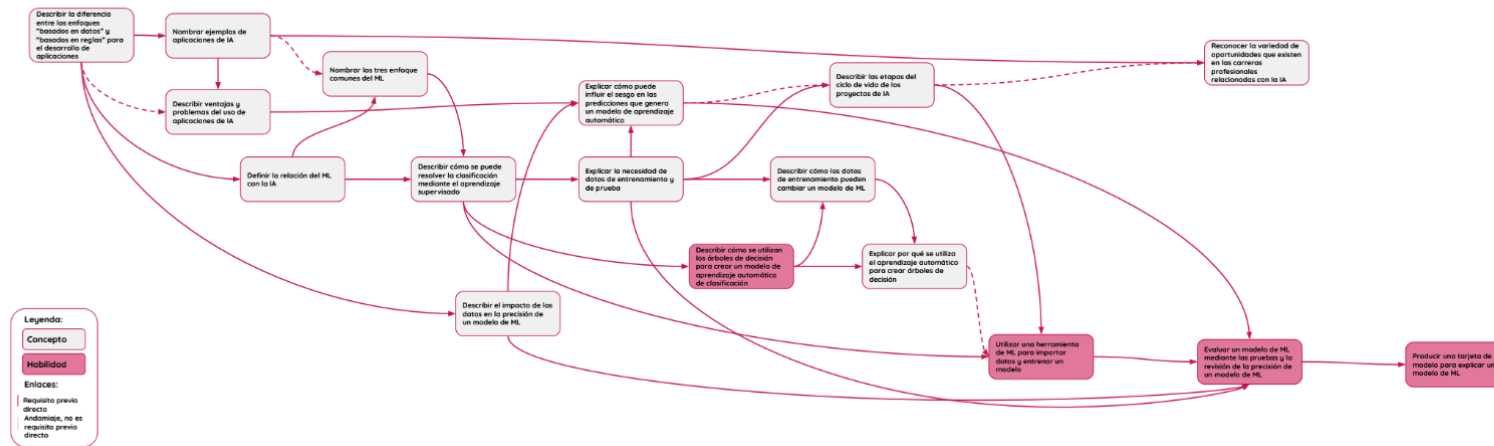 Describir la diferencia
entre los enfoques
"basados en datos" y
"basados en reglas" para
el desarrollo de
aplicaciones
Nombrar ejemplos de
aplicaciones de IA
Describir ventajas y
problemas del uso de
aplicaciones de IA
Nombrar los tres enfoque
comunes del ML
Definir la relación del ML
con la IA
Describir cómo se puede
resolver la clasificación
mediante el aprendizaje
supervisado
Describir el impacto de los
datos en la precisión de
un modelo de ML
Explicar cómo puede
influir el sesgo en las
predicciones que genera
un modelo de aprendizaje
automático
Explicar la necesidad de
datos de entrenamiento y
de prueba
Describir las etapas del
ciclo de vida de los
proyectos de IA
Describir cómo los datos
de entrenamiento pueden
cambiar un modelo de ML
Describir cómo se utilizan
los árboles de decisión
para crear un modelo de
aprendizaje automático
de clasificación
Explicar por qué se utiliza
el aprendizaje automático
para crear árboles de
decisión
Reconocer la variedad de
oportunidades que existen
en las carreras
profesionales
relacionadas con la IA
Utilizar una herramienta
de ML para importar
datos y entrenar un
modelo
Evaluar un modelo de ML
mediante las pruebas y la
revisión de la precisión de
un modelo de ML
Producir una tarjeta de
modelo para explicar un
modelo de ML
Leyenda:
Concepto
Habilidad
Enlaces:
Requisito previo
directo
Andamiaje, no es
requisito previo
directo